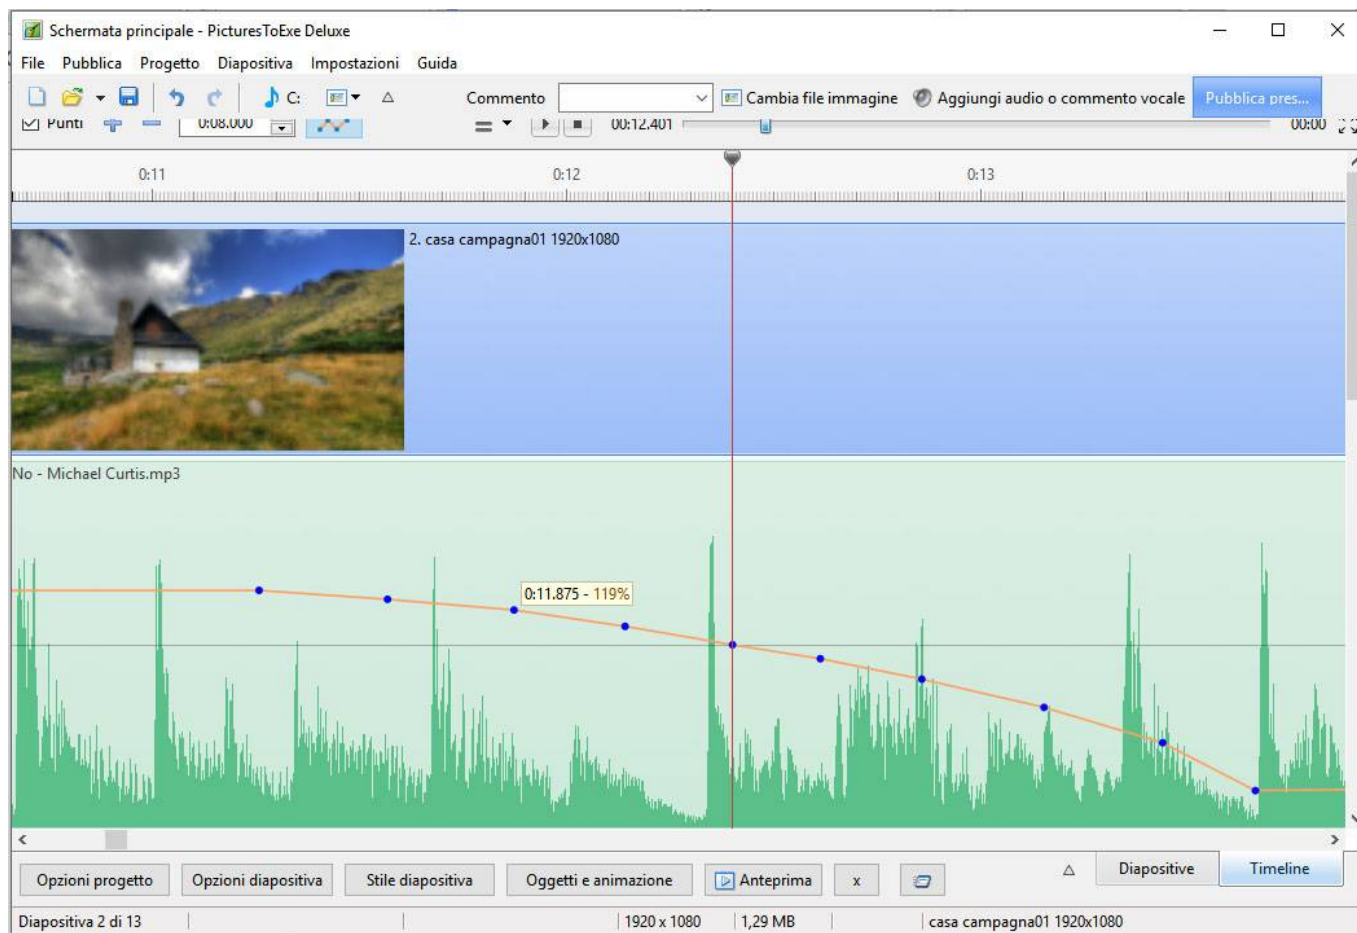 Schermata principale - PicturesToExe Deluxe
File Pubblica Progetto Diapositiva Impostazioni Guida
C: Commento Cambia file immagine Aggiungi audio o commento vocale Pubblica pres...
Punti 0:08.000 00:12.401 00:00
0:11 0:12 0:13
2. casa campagna01 1920x1080
No - Michael Curtis.mp3
0:11.875 - 119%
Opzioni progetto Opzioni diapositiva Stile diapositiva Oggetti e animazione Anteprima x Diapositive Timeline
Diapositiva 2 di 13 1920 x 1080 1,29 MB casa campagna01 1920x1080